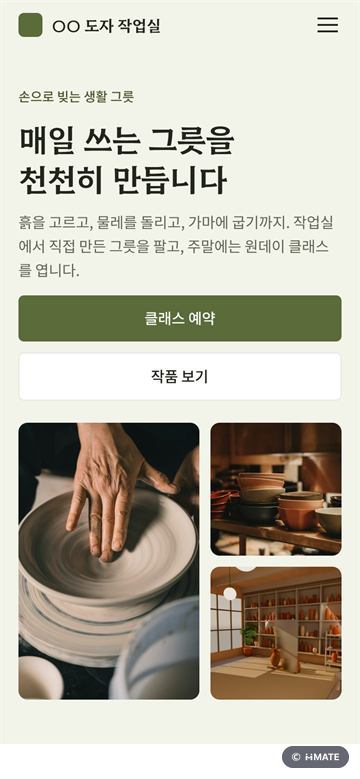 ○○ 도자 작업실
손으로 빚는 생활 그릇
매일 쓰는 그릇을
천천히 만듭니다
흙을 고르고, 물레를 돌리고, 가마에 굽기까지. 작업실
에서 직접 만든 그릇을 팔고, 주말에는 원데이 클래스
를 엽니다.
클래스 예약
작품 보기
© HMATE